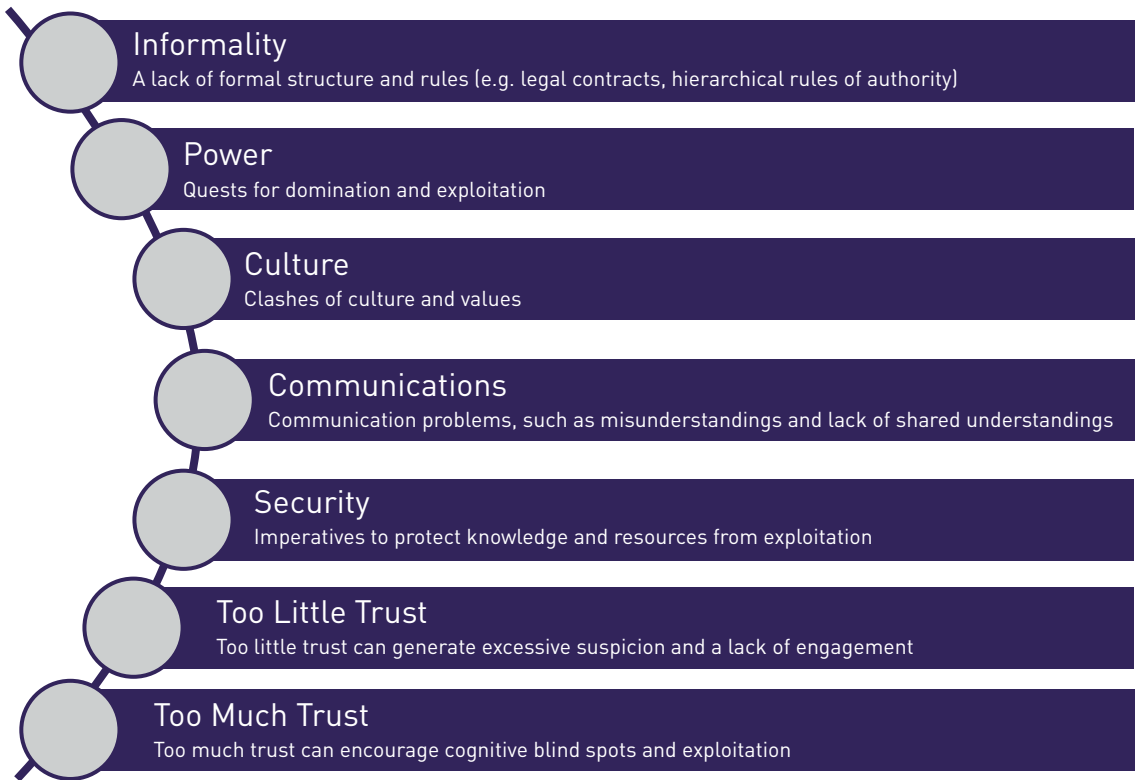 Informality
A lack of formal structure and rules (e.g. legal contracts, hierarchical rules of authority)
Power
Quests for domination and exploitation
Culture
Clashes of culture and values
Communications
Communication problems, such as misunderstandings and lack of shared understandings
Security
Imperatives to protect knowledge and resources from exploitation
Too Little Trust
Too little trust can generate excessive suspicion and a lack of engagement
Too Much Trust
Too much trust can encourage cognitive blind spots and exploitation